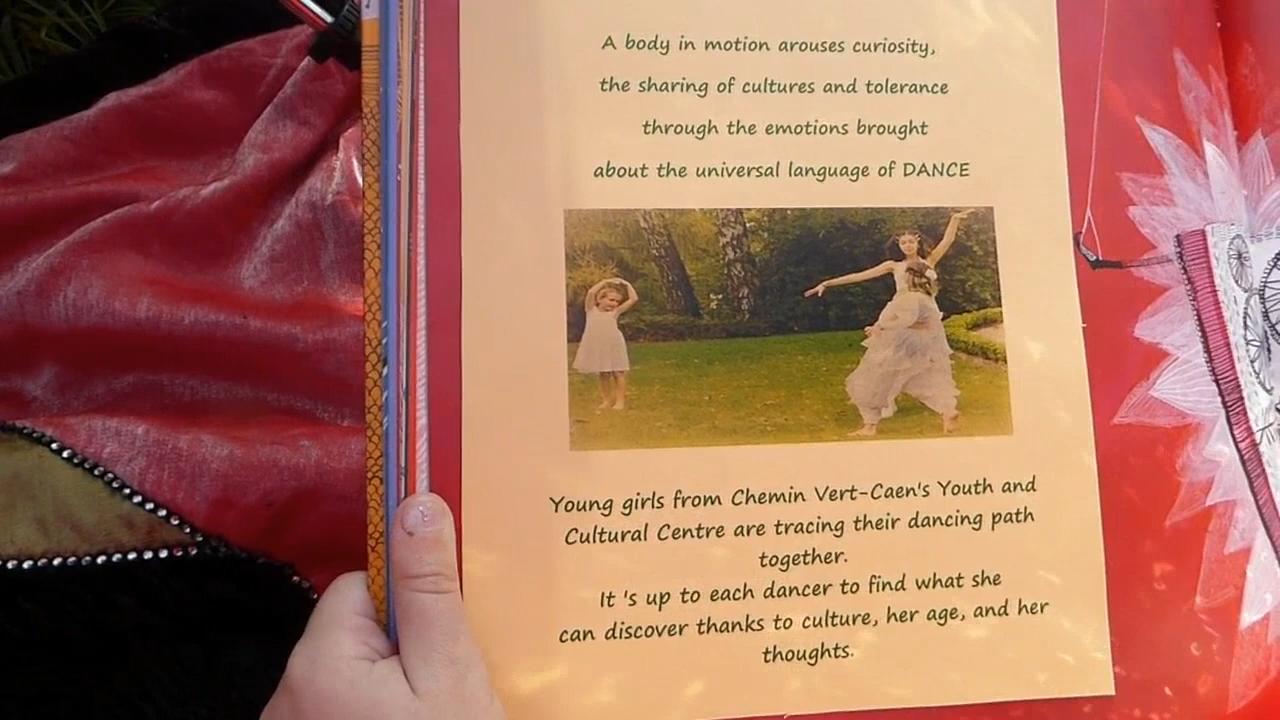 A body in motion arouses curiosity,
the sharing of cultures and tolerance
through the emotions brought
about the universal language of DANCE
Young girls from Chemin Vert-Caen's Youth and
Cultural Centre are tracing their dancing path
together.
It 's up to each dancer to find what she
can discover thanks to culture, her age, and her
thoughts.